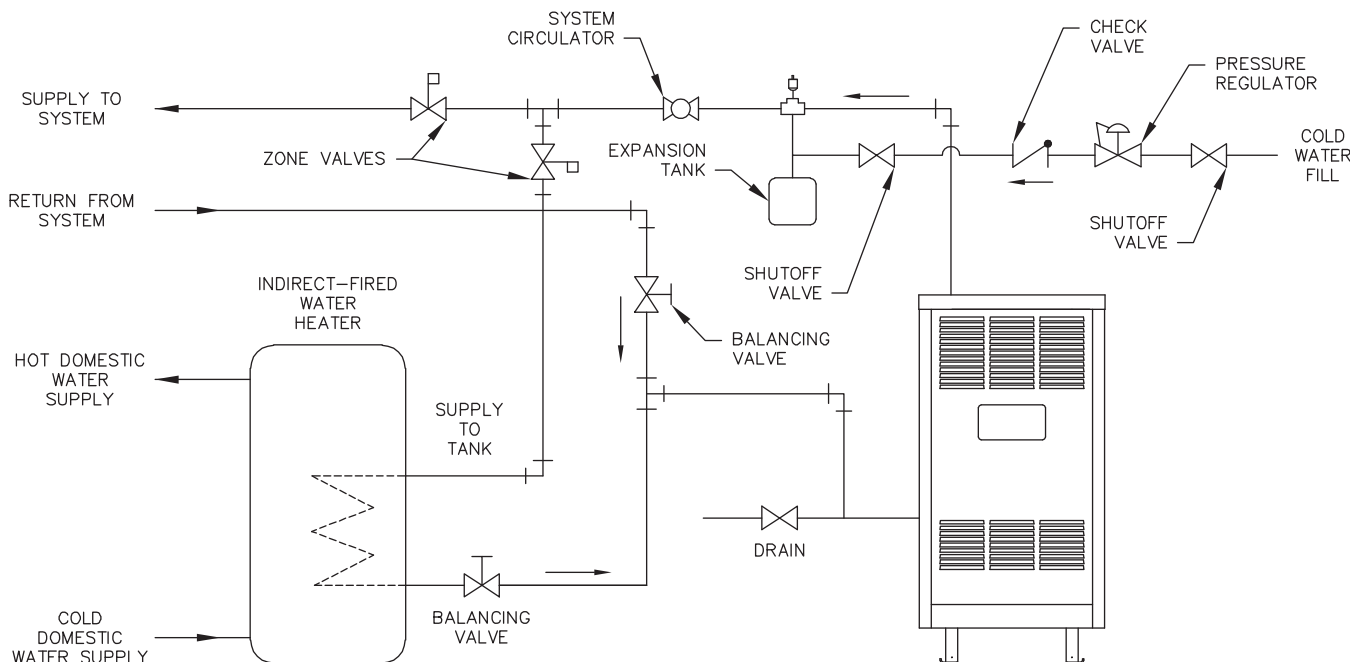 SYSTEM
CIRCULATOR
CHECK
VALVE
PRESSURE
REGULATOR
SUPPLY TO
SYSTEM
ZONE VALVES
EXPANSION
TANK
COLD
WATER
FILL
RETURN FROM
SYSTEM
SHUTOFF
VALVE
SHUTOFF
VALVE
INDIRECT-FIRED
WATER
HEATER
BALANCING
VALVE
HOT DOMESTIC
WATER
SUPPLY
SUPPLY
TO
TANK
DRAIN
BALANCING
VALVE
COLD
DOMESTIC
WATER SUPPLY